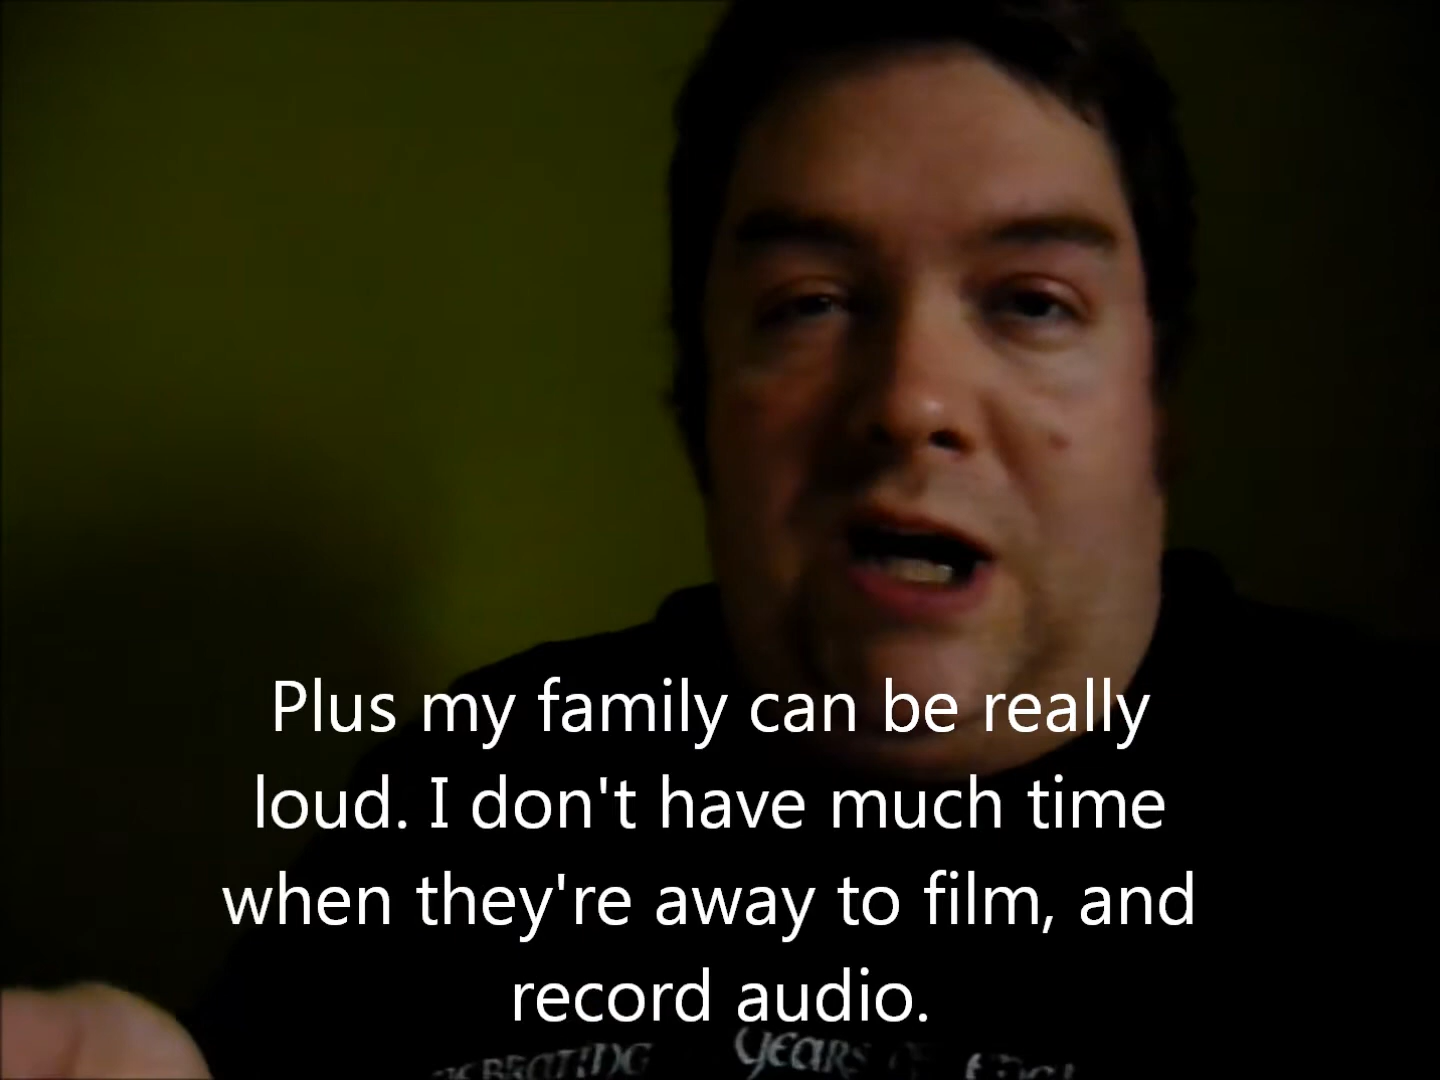 Plus my family can be really
loud. I don't have much time
when they're away to film, and
record audio.
YEARS